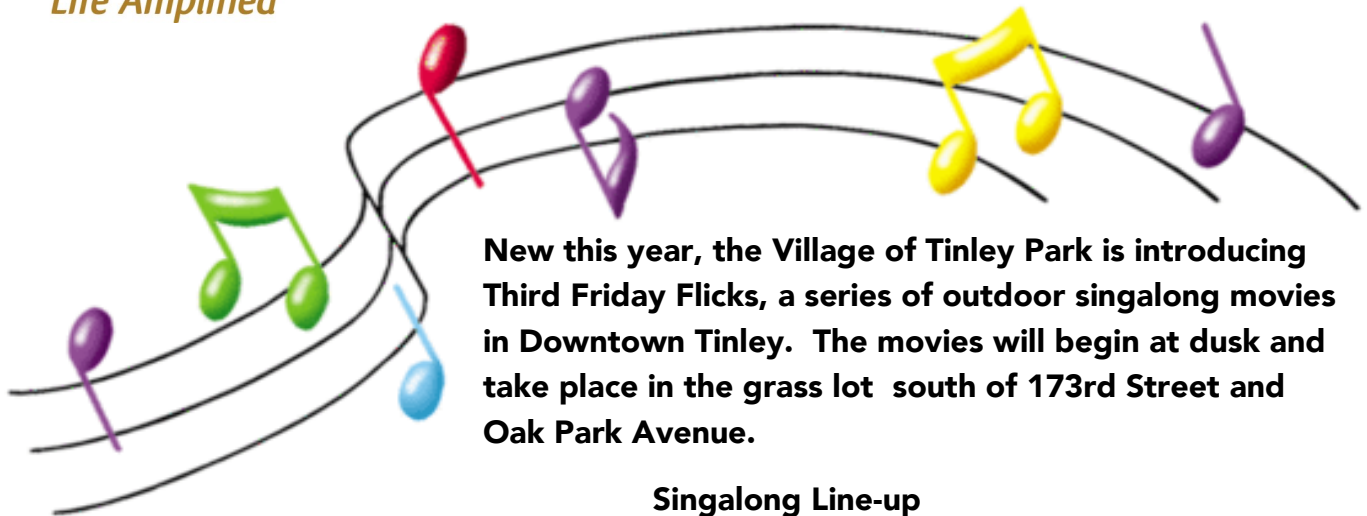 Life Amplified
New this year, the Village of Tinley Park is introducing
Third Friday Flicks, a series of outdoor singalong movies
in Downtown Tinley.  The movies will begin at dusk and
take place in the grass lot  south of 173rd Street and
Oak Park Avenue.
Singalong Line-up